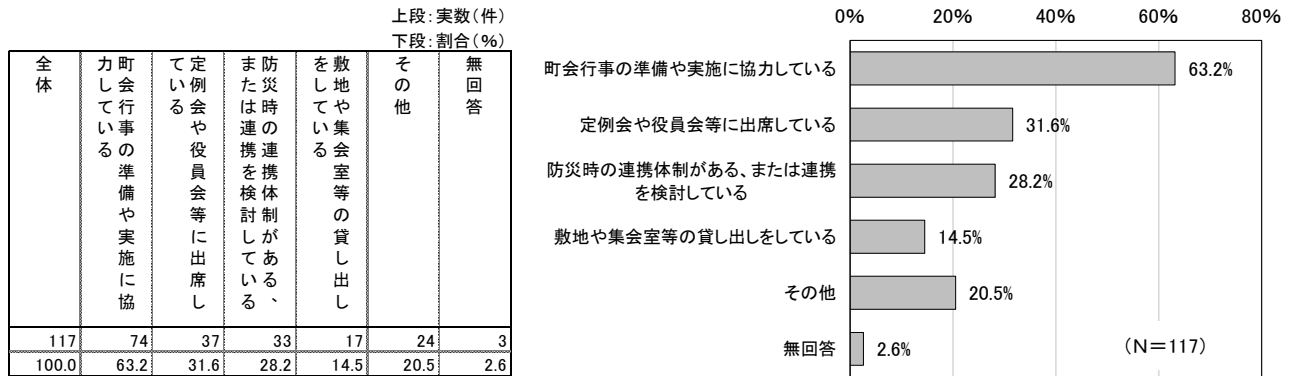 上段:実数(件)
下段:割合(%)
全体
町会行事の準備や実施に協
力している
定例会や役員会等に出席し
ている
防災時の連携体制がある、
または連携を検討している
敷地や集会室等の貸し出し
をしている
その他
無回答
117 74 37 33 17 24 3
100.0 63.2 31.6 28.2 14.5 20.5 2.6
0% 20% 40% 60% 80%
町会行事の準備や実施に協力している 63.2%
定例会や役員会等に出席している 31.6%
防災時の連携体制がある、または連携
を検討している 28.2%
敷地や集会室等の貸し出しをしている 14.5%
その他 20.5%
無回答 2.6%
(N=117)